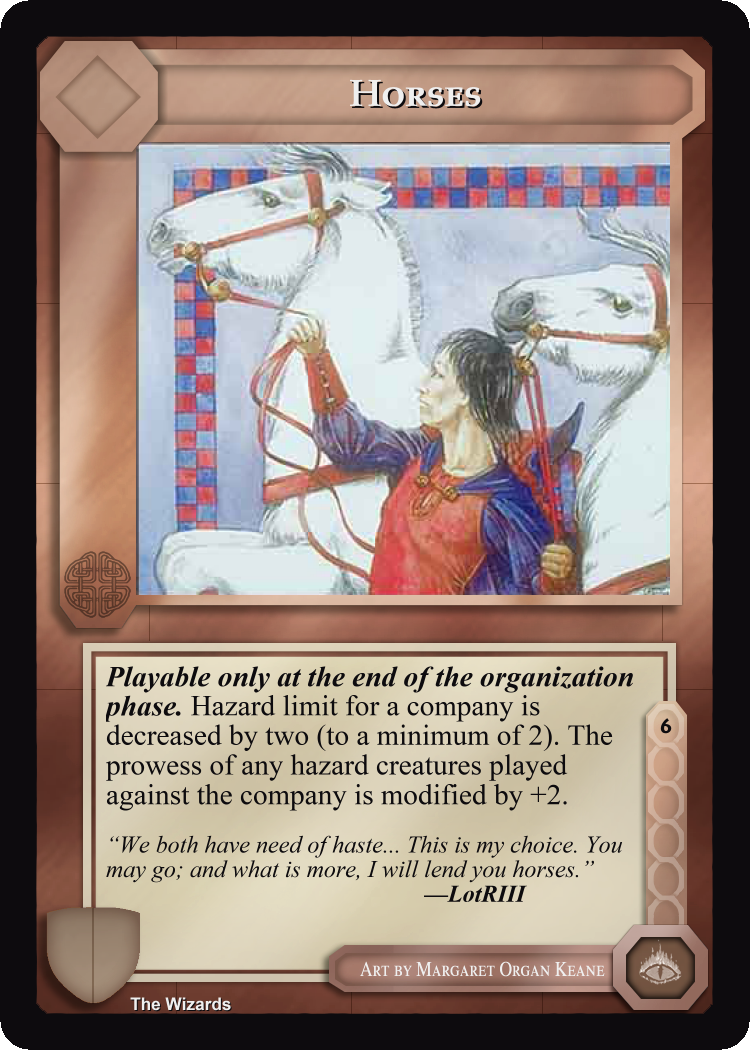 HORSES
Playable only at the end of the organization
phase. Hazard limit for a company is
decreased by two (to a minimum of 2). The
prowess of any hazard creatures played
against the company is modified by +2.
6
“We both have need of haste... This is my choice. You
may go; and what is more, I will lend you horses.”
—LotRIII
ART BY MARGARET ORGAN KEANE
The Wizards